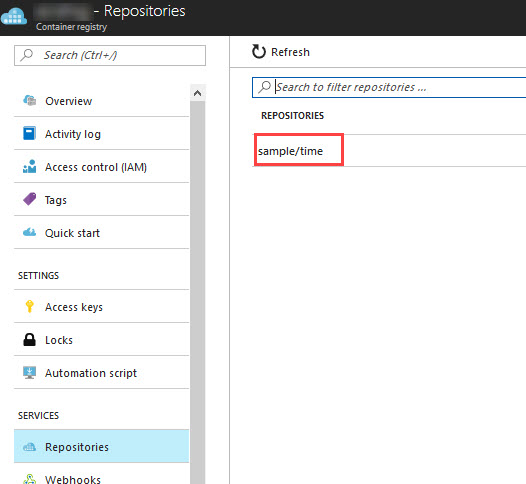 - Repositories
Container registry
Search (Ctrl+/)
Overview
Activity log
Access control (IAM)
Tags
Quick start
SETTINGS
Access keys
Locks
Automation script
SERVICES
Repositories
Webhooks
Refresh
Search to filter repositories ...
REPOSITORIES
sample/time